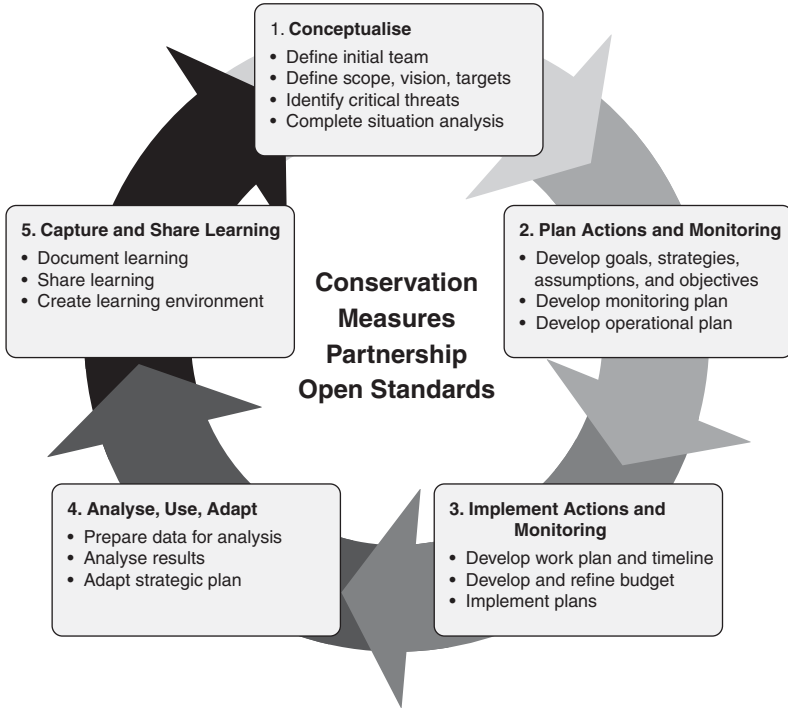 1. Conceptualise
• Define initial team
• Define scope, vision, targets
• Identify critical threats
• Complete situation analysis
2. Plan Actions and Monitoring
• Develop goals, strategies,
assumptions, and objectives
• Develop monitoring plan
• Develop operational plan
3. Implement Actions and
Monitoring
• Develop work plan and timeline
• Develop and refine budget
• Implement plans
4. Analyse, Use, Adapt
• Prepare data for analysis
• Analyse results
• Adapt strategic plan
5. Capture and Share Learning
• Document learning
• Share learning
• Create learning environment
Conservation
Measures
Partnership
Open Standards